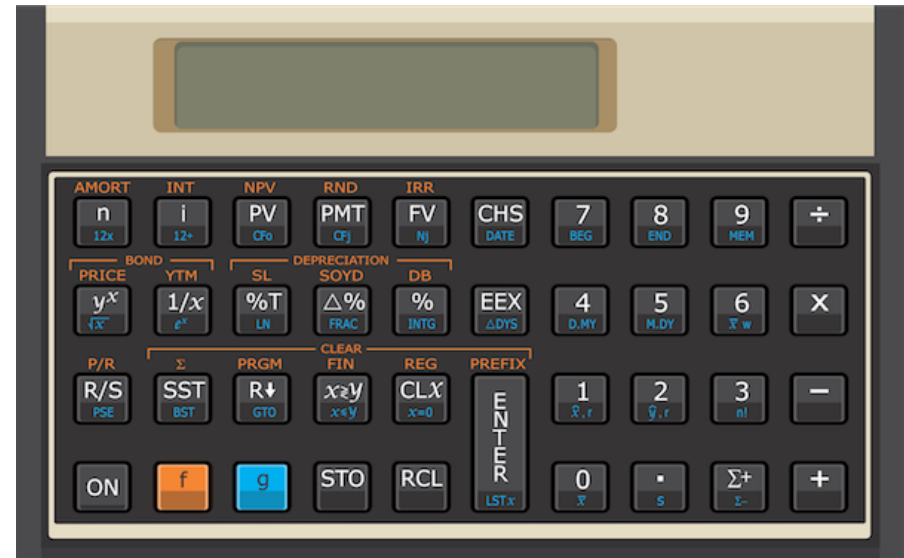 AMORT INT NPV RND IRR
n i PV PMT FV CHS 7 8 9 ÷
12x 12÷ CFo CFj Nj DATE BEG END MEM
BOND DEPRECIATION
PRICE YTM SL SOYD DB
yˣ 1/x %T △% % EEX 4 5 6 X
√x eˣ LN FRAC INTG △DYS D.MY M.DY x̅ w
CLEAR
P/R Σ PRGM FIN REG PREFIX
R/S SST R↓ x≷y CLX ENTER 1 2 3 −
PSE BST GTO x≤y x=0 x̂,r ŷ,r n!
ON f g STO RCL 0 . Σ+ +
LSTx x̅ s Σ−